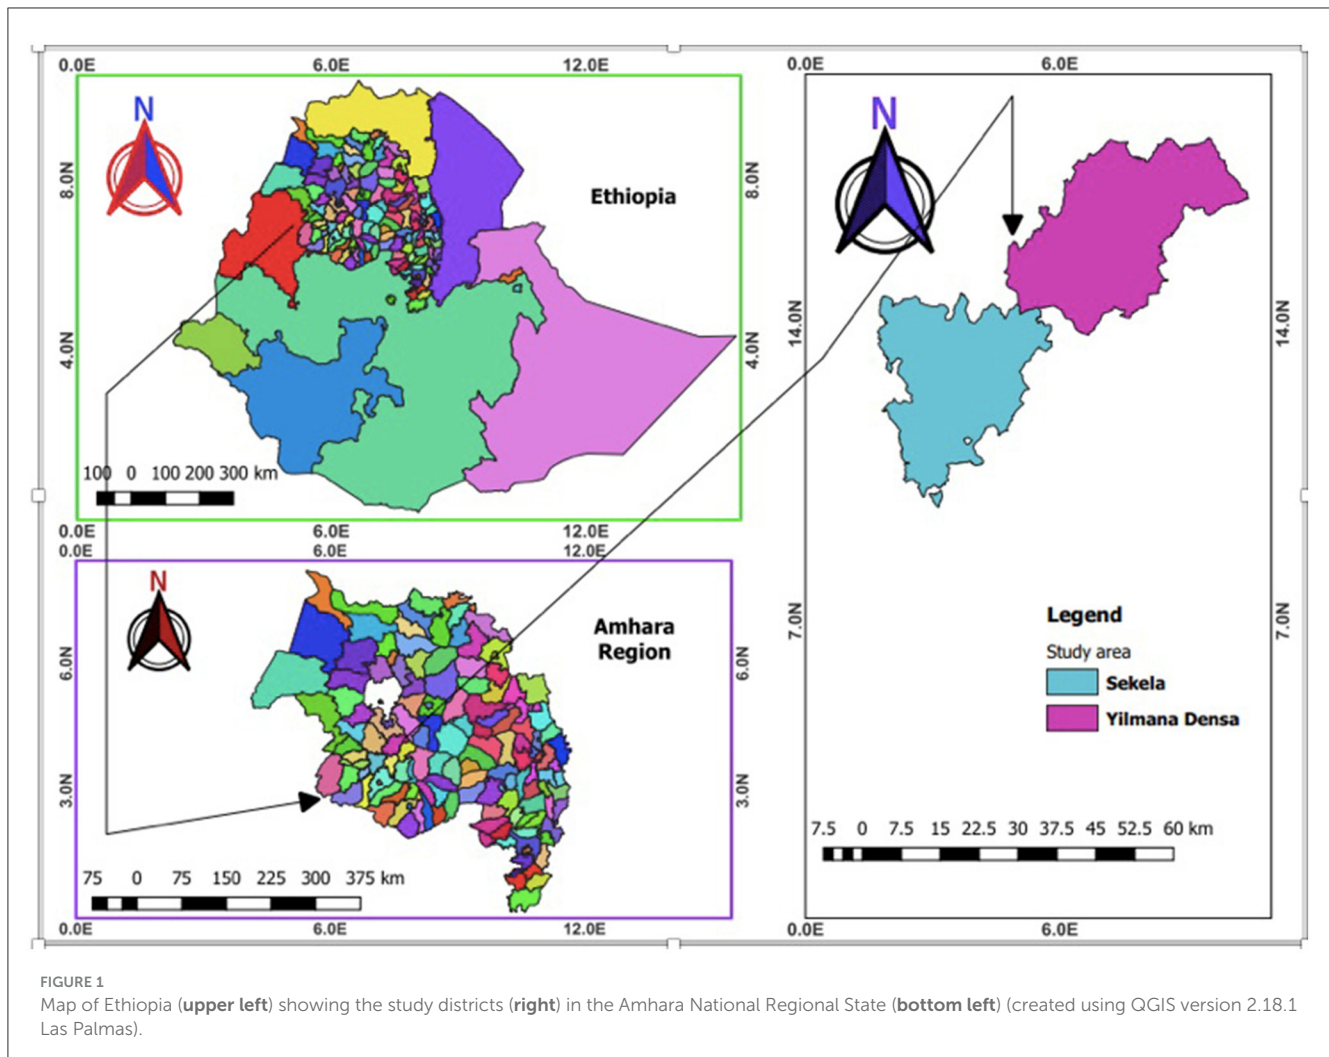 0.0E 6.0E 12.0E
N
8.0N 8.0N
Ethiopia
4.0N 4.0N
100 0 100 200 300 km
0.0E 6.0E 12.0E
0.0E 6.0E 12.0E
N
Amhara
Region
6.0N 6.0N
3.0N 3.0N
75 0 75 150 225 300 375 km
0.0E 6.0E 12.0E
0.0E 6.0E
N
14.0N 14.0N
7.0N 7.0N
Legend
Study area
Sekela
Yilmana Densa
7.5 0 7.5 15 22.5 30 37.5 45 52.5 60 km
0.0E 6.0E
FIGURE 1
Map of Ethiopia (upper left) showing the study districts (right) in the Amhara National Regional State (bottom left) (created using QGIS version 2.18.1
Las Palmas).